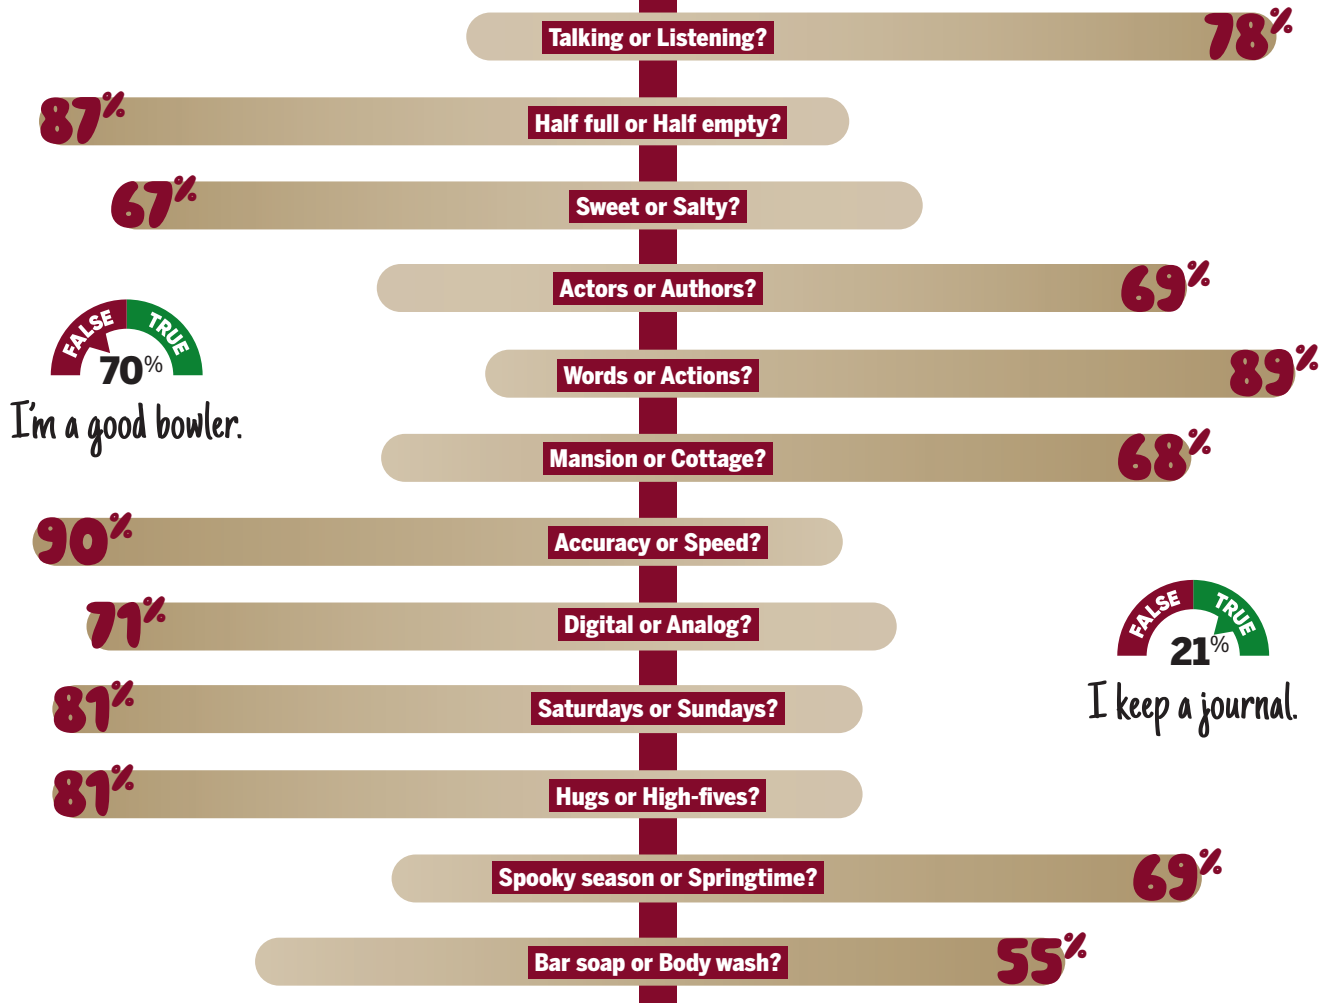 Talking or Listening? 78%
87% Half full or Half empty?
67% Sweet or Salty?
Actors or Authors? 69%
FALSE TRUE
70%
I'm a good bowler.
Words or Actions? 89%
Mansion or Cottage? 68%
90% Accuracy or Speed?
71% Digital or Analog?
FALSE TRUE
21%
I keep a journal.
81% Saturdays or Sundays?
81% Hugs or High-fives?
Spooky season or Springtime? 69%
Bar soap or Body wash? 55%